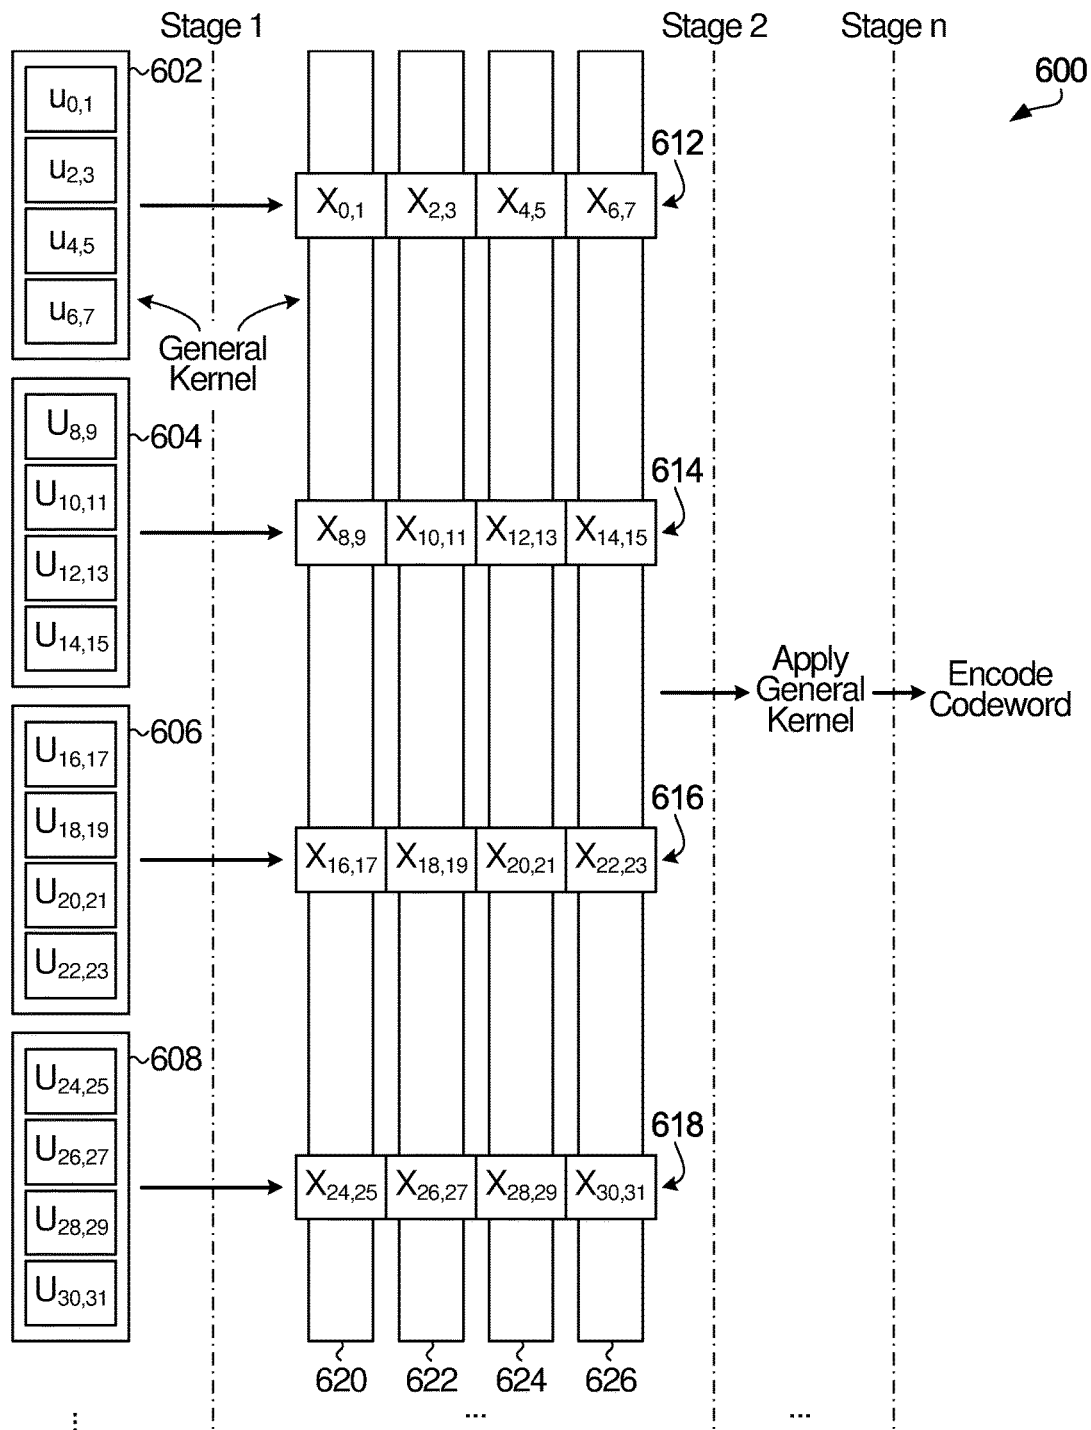 Stage 1
Stage 2
Stage n
602
600
u0,1
u2,3
u4,5
u6,7
612
X0,1 X2,3 X4,5 X6,7
General
Kernel
604
U8,9
U10,11
U12,13
U14,15
614
X8,9 X10,11 X12,13 X14,15
Apply
General
Kernel
Encode
Codeword
606
U16,17
U18,19
U20,21
U22,23
616
X16,17 X18,19 X20,21 X22,23
608
U24,25
U26,27
U28,29
U30,31
618
X24,25 X26,27 X28,29 X30,31
620 622 624 626
⋮ ... ...